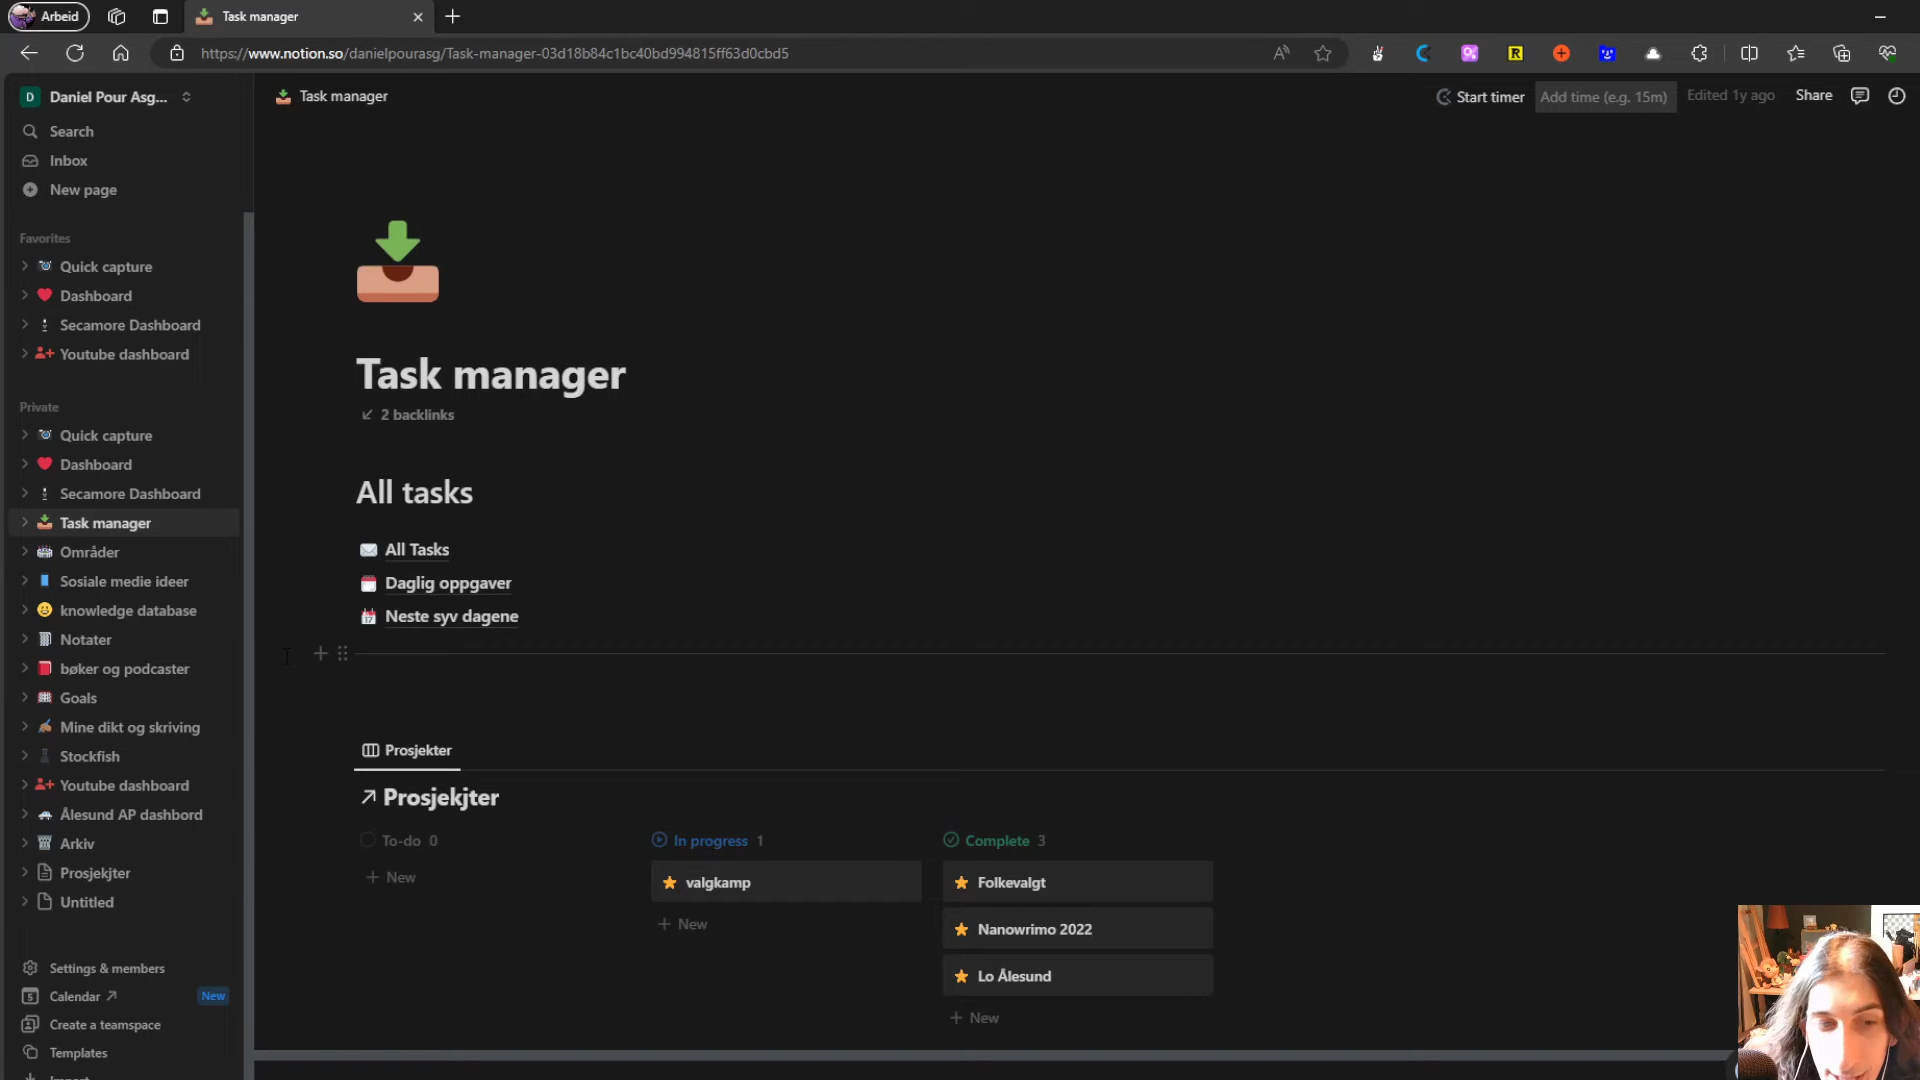 Arbeid
Task manager
https://www.notion.so/danielpourasg/Task-manager-03d18b84c1bc40bd994815ff63d0cbd5
D Daniel Pour Asg...
Task manager
Start timer
Add time (e.g. 15m)
Edited 1y ago
Share
Search
Inbox
New page
Favorites
Quick capture
Dashboard
Secamore Dashboard
Youtube dashboard
Private
Quick capture
Dashboard
Secamore Dashboard
Task manager
Områder
Sosiale medie ideer
knowledge database
Notater
bøker og podcaster
Goals
Mine dikt og skriving
Stockfish
Youtube dashboard
Ålesund AP dashbord
Arkiv
Prosjekjter
Untitled
Settings & members
Calendar ↗ New
Create a teamspace
Templates
Task manager
2 backlinks
All tasks
All Tasks
Daglig oppgaver
Neste syv dagene
Prosjekter
Prosjekjter
To-do 0
New
In progress 1
valgkamp
New
Complete 3
Folkevalgt
Nanowrimo 2022
Lo Ålesund
New